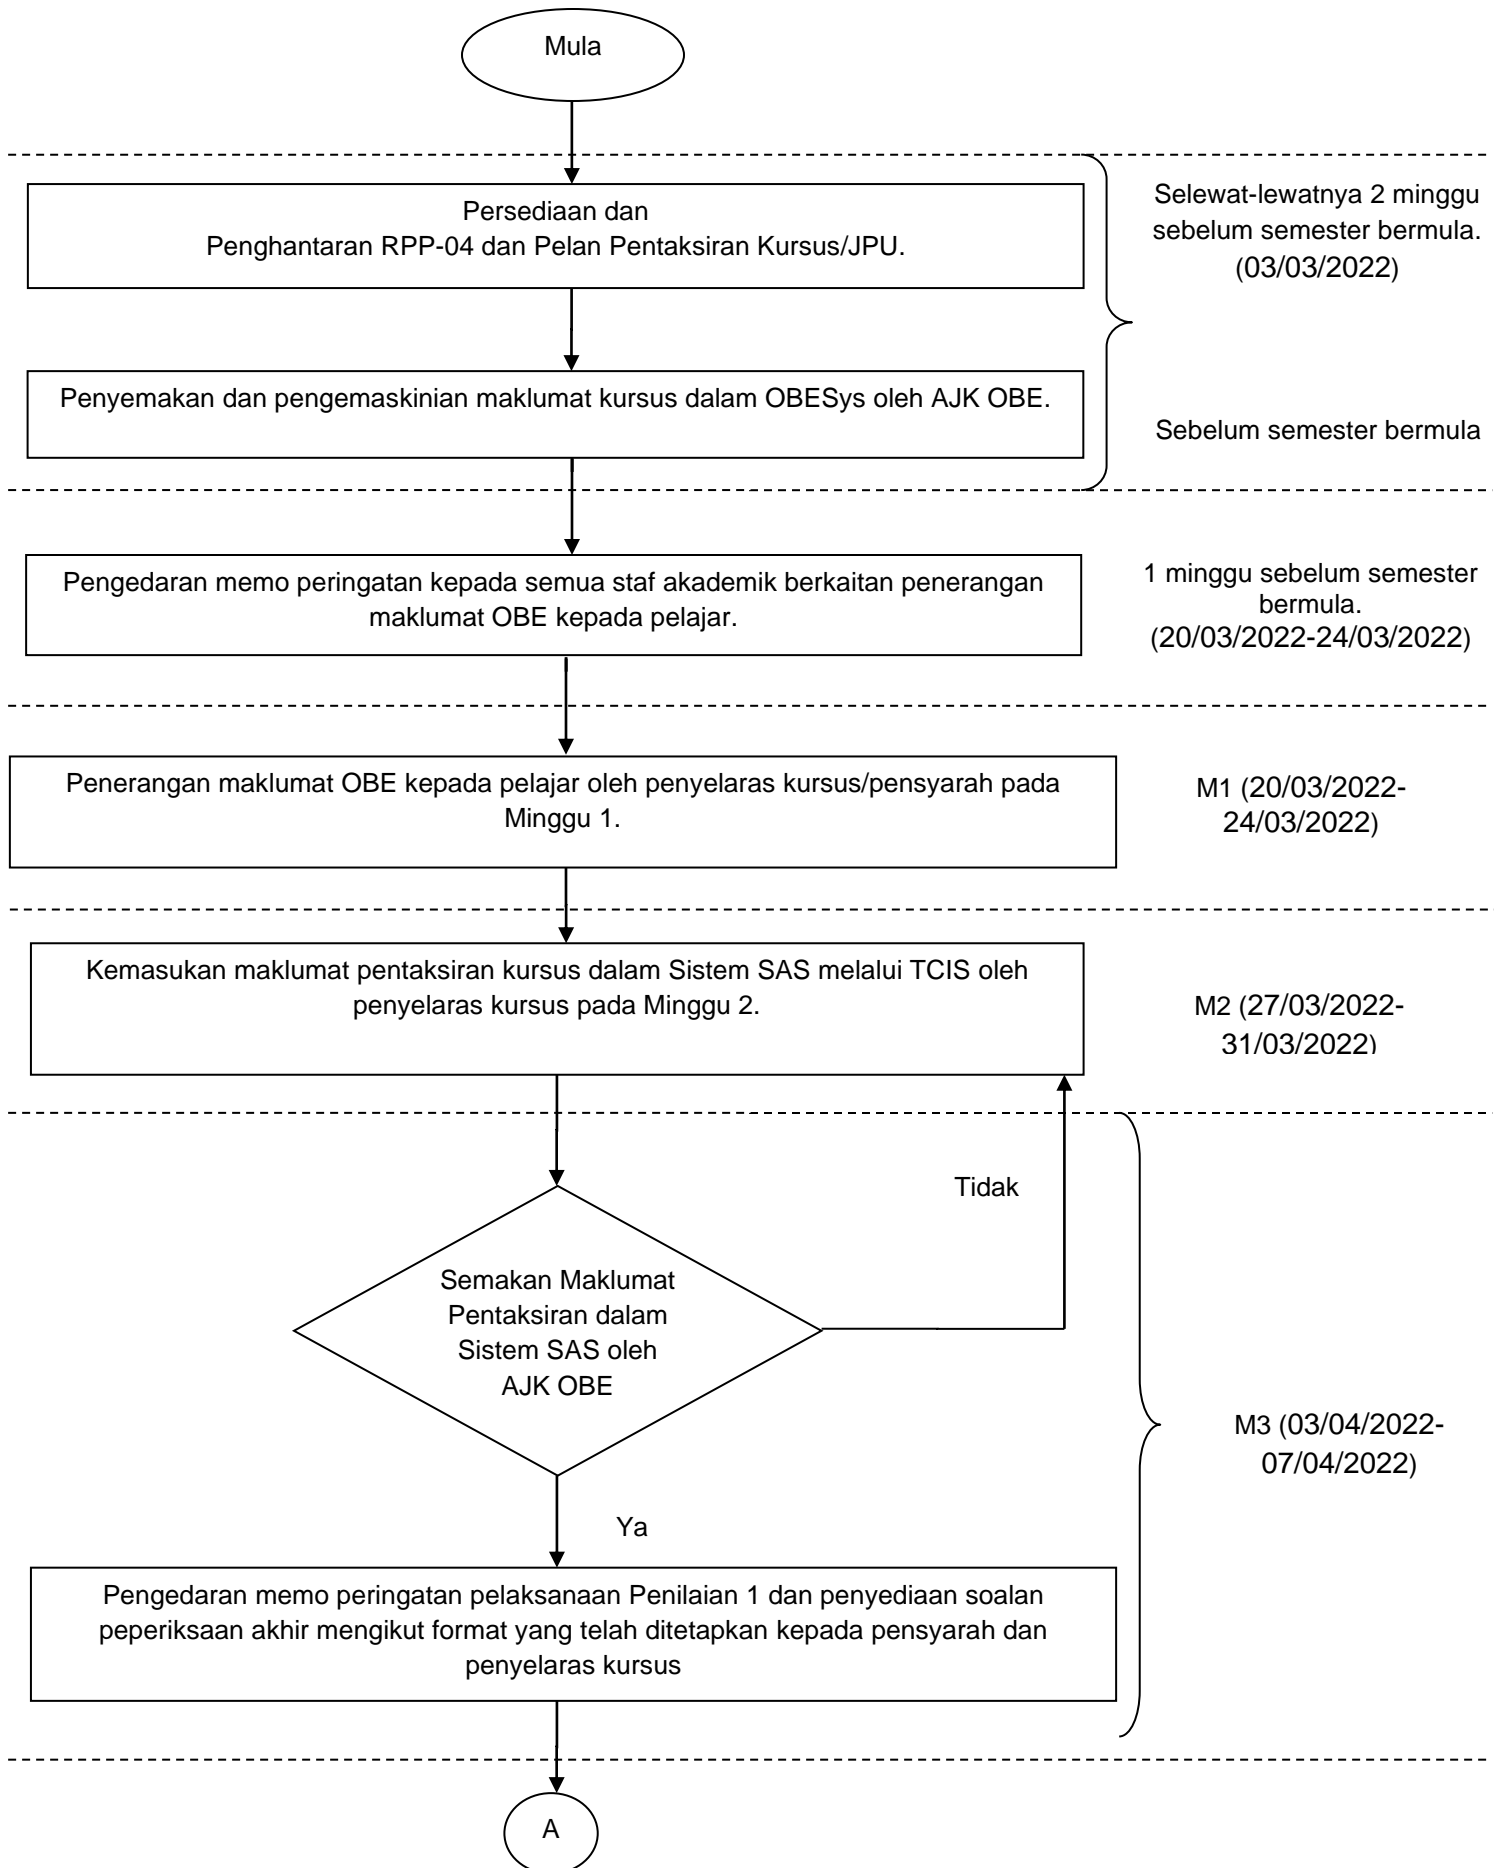 Mula
Persediaan dan
Penghantaran RPP-04 dan Pelan Pentaksiran Kursus/JPU.
Selewat-lewatnya 2 minggu
sebelum semester bermula.
(03/03/2022)
Penyemakan dan pengemaskinian maklumat kursus dalam OBESys oleh AJK OBE.
Sebelum semester bermula
Pengedaran memo peringatan kepada semua staf akademik berkaitan penerangan
maklumat OBE kepada pelajar.
1 minggu sebelum semester
bermula.
(20/03/2022-24/03/2022)
Penerangan maklumat OBE kepada pelajar oleh penyelaras kursus/pensyarah pada
Minggu 1.
M1 (20/03/2022-
24/03/2022)
Kemasukan maklumat pentaksiran kursus dalam Sistem SAS melalui TCIS oleh
penyelaras kursus pada Minggu 2.
M2 (27/03/2022-
31/03/2022)
Tidak
Semakan Maklumat
Pentaksiran dalam
Sistem SAS oleh
AJK OBE
M3 (03/04/2022-
07/04/2022)
Ya
Pengedaran memo peringatan pelaksanaan Penilaian 1 dan penyediaan soalan
peperiksaan akhir mengikut format yang telah ditetapkan kepada pensyarah dan
penyelaras kursus
A